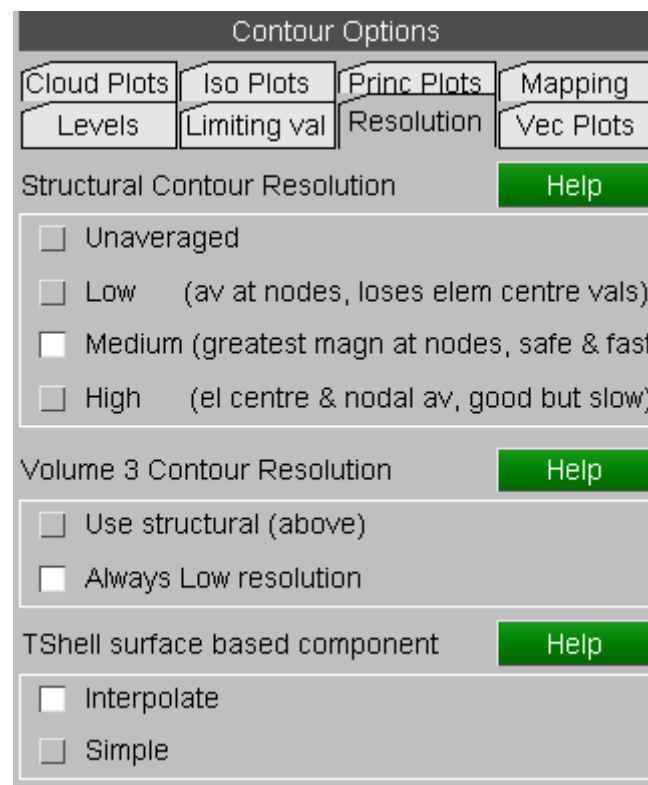 Contour Options
Cloud Plots Iso Plots Princ Plots Mapping
Levels Limiting val Resolution Vec Plots
Structural Contour Resolution Help
Unaveraged
Low (av at nodes, loses elem centre vals)
Medium (greatest magn at nodes, safe & fast
High (el centre & nodal av, good but slow)
Volume 3 Contour Resolution Help
Use structural (above)
Always Low resolution
TShell surface based component Help
Interpolate
Simple